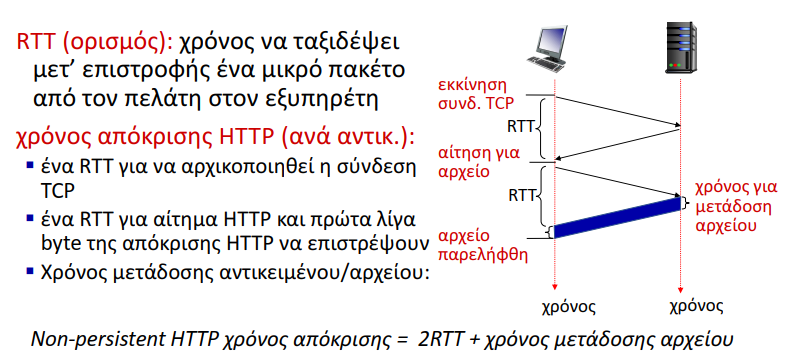 RTT (ορισμός): χρόνος να ταξιδέψει
μετ’ επιστροφής ένα μικρό πακέτο
από τον πελάτη στον εξυπηρέτη
χρόνος απόκρισης HTTP (ανά αντικ.):
▪ ένα RTT για να αρχικοποιηθεί η σύνδεση
TCP
▪ ένα RTT για αίτημα HTTP και πρώτα λίγα
byte της απόκρισης HTTP να επιστρέψουν
▪ Χρόνος μετάδοσης αντικειμένου/αρχείου:
εκκίνηση
συνδ. TCP
RTT
αίτηση για
αρχείο
RTT
αρχείο
παρελήφθη
χρόνος για
μετάδοση
αρχείου
χρόνος
χρόνος
Non-persistent HTTP χρόνος απόκρισης = 2RTT + χρόνος μετάδοσης αρχείου